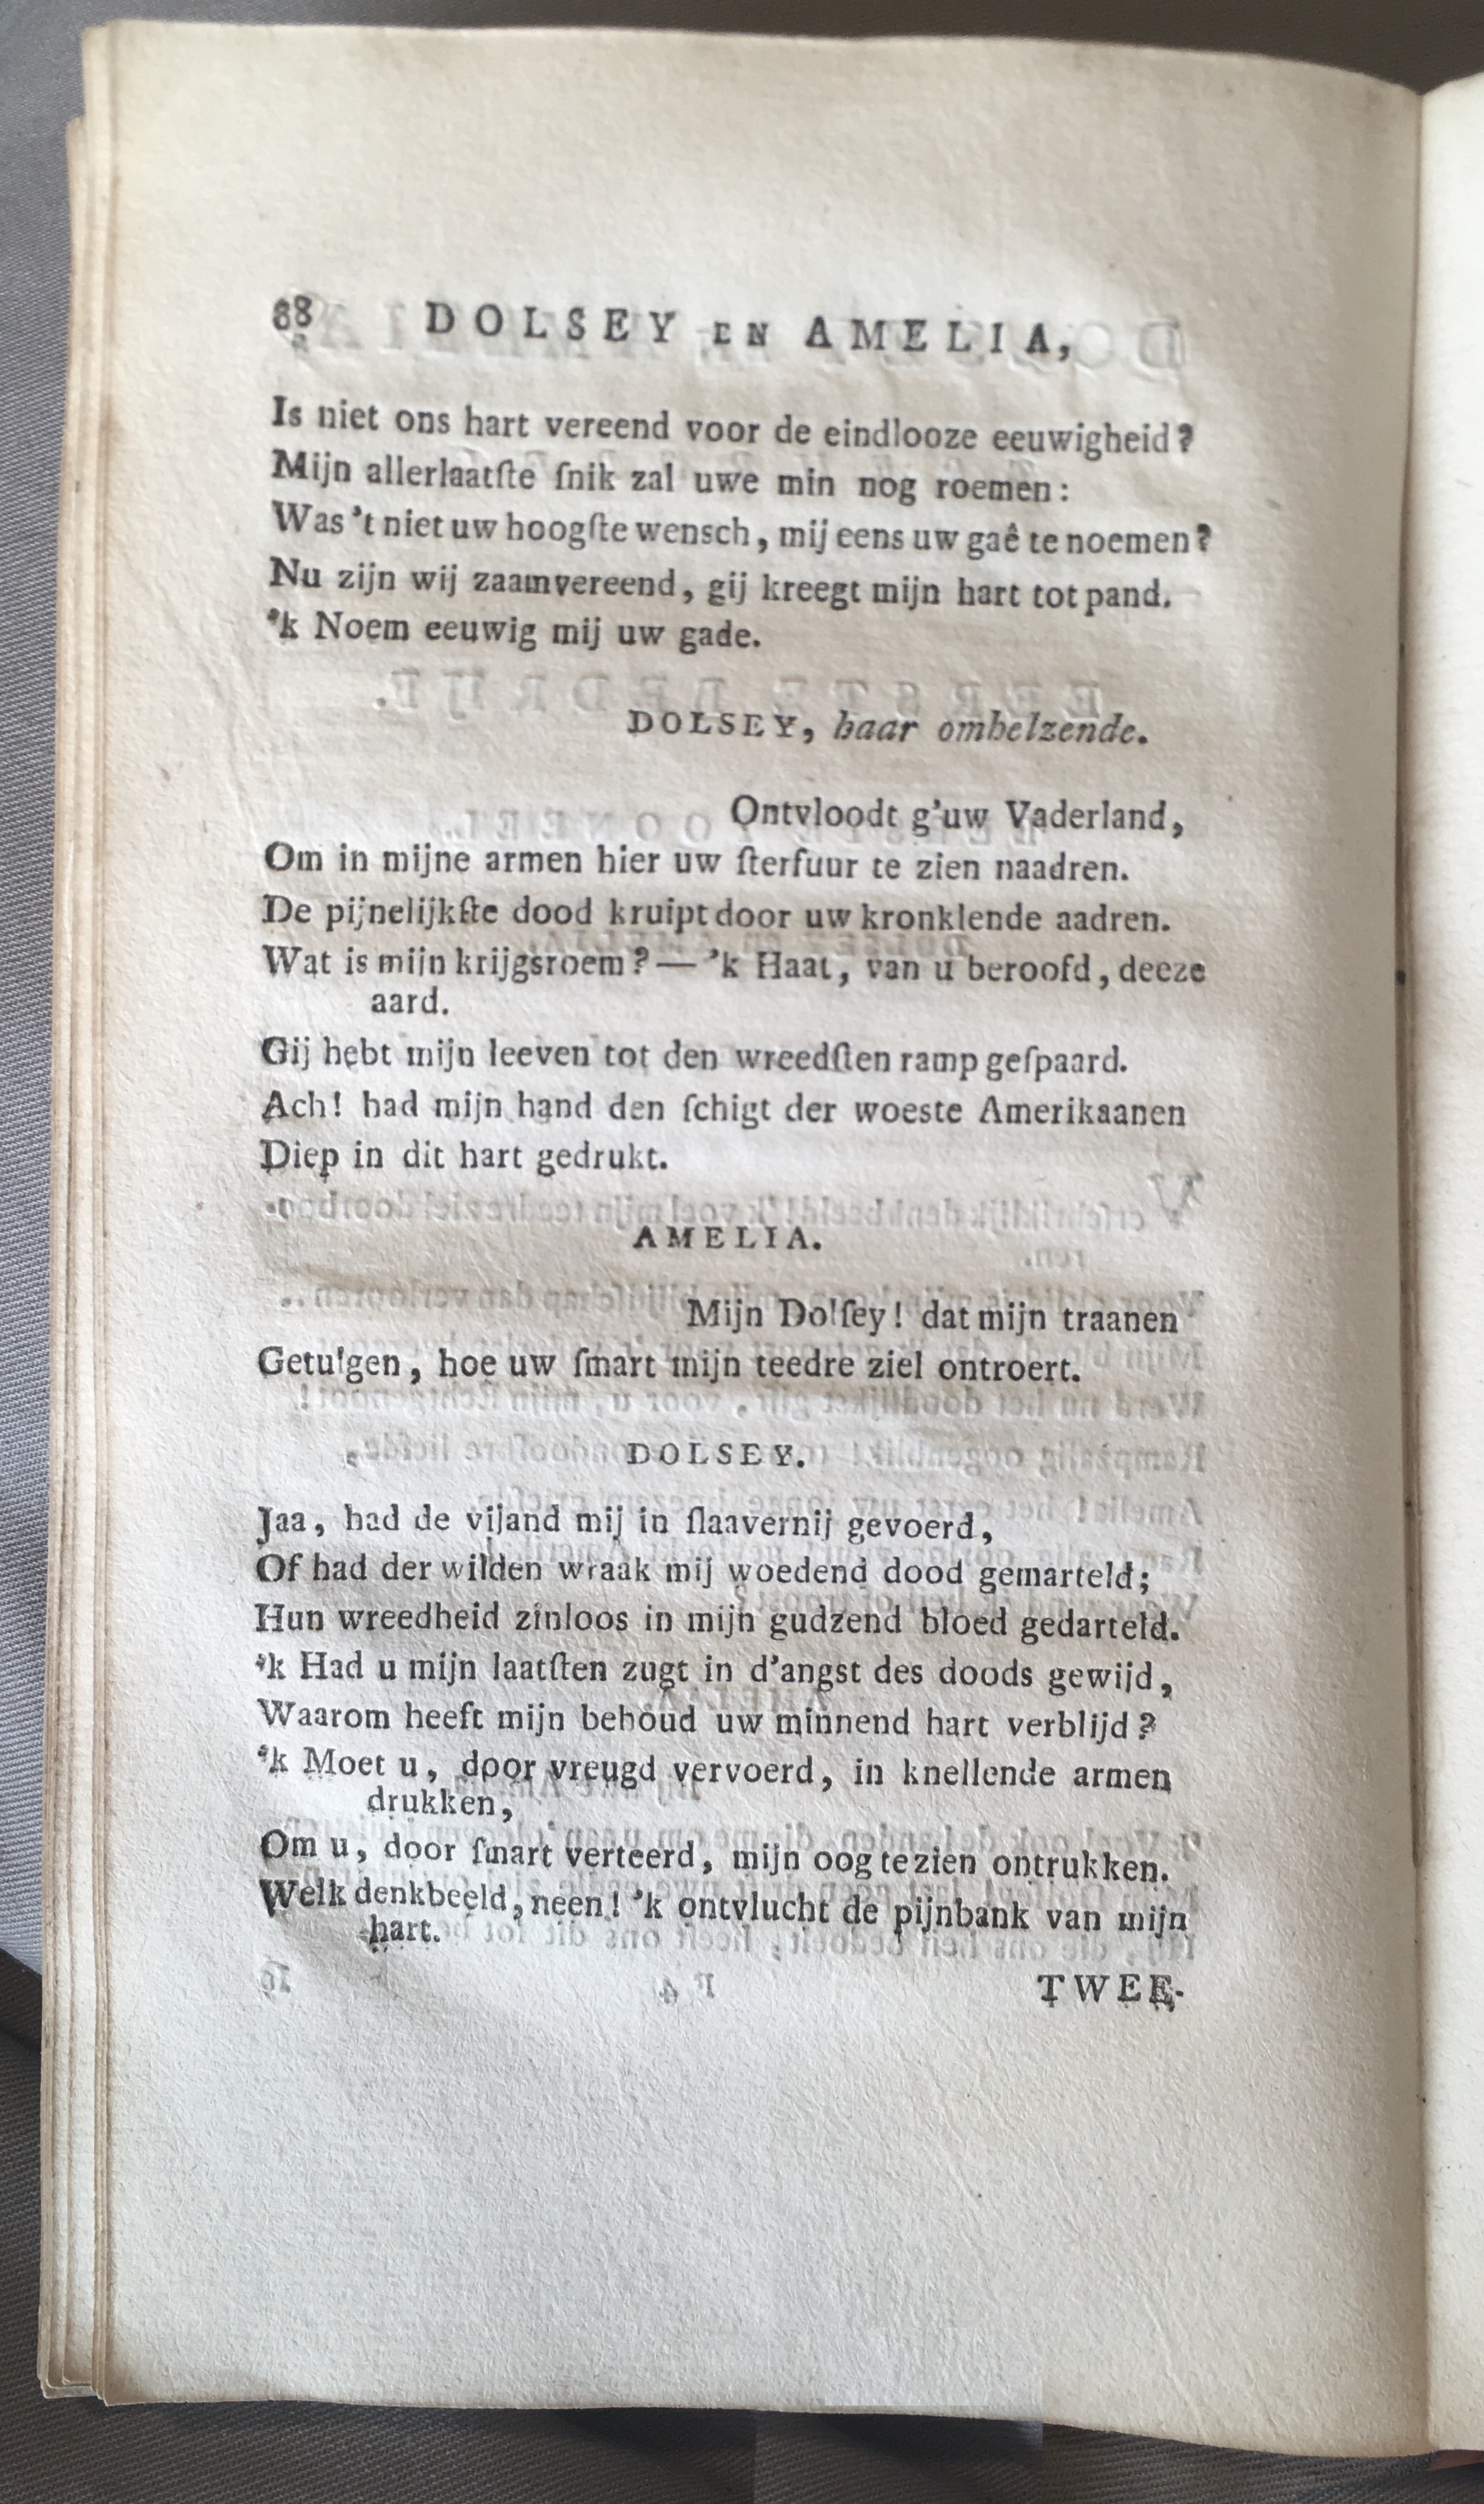 88 DOLSEY EN AMELIA,
Is niet ons hart vereend voor de eindlooze eeuwigheid?
Mijn allerlaatſte ſnik zal uwe min nog roemen:
Was 't niet uw hoogſte wensch, mij eens uw gaê te noemen?
Nu zijn wij zaamvereend, gij kreegt mijn hart tot pand.
'k Noem eeuwig mij uw gade.
DOLSEY, haar omhelzende.
Ontvloodt g'uw Vaderland,
Om in mijne armen hier uw ſterfuur te zien naadren.
De pijnelijkſte dood kruipt door uw kronklende aadren.
Wat is mijn krijgsroem? — 'k Haat, van u beroofd, deeze
aard.
Gij hebt mijn leeven tot den wreedſten ramp geſpaard.
Ach! had mijn hand den ſchigt der woeste Amerikaanen
Diep in dit hart gedrukt.
AMELIA.
Mijn Dolſey! dat mijn traanen
Getuigen, hoe uw ſmart mijn teedre ziel ontroert.
DOLSEY.
Jaa, had de vijand mij in ſlaavernij gevoerd,
Of had der wilden wraak mij woedend dood gemarteld;
Hun wreedheid zinloos in mijn gudzend bloed gedarteld.
'k Had u mijn laatſten zugt in d'angst des doods gewijd,
Waarom heeft mijn behoud uw minnend hart verblijd?
'k Moet u, door vreugd vervoerd, in knellende armen
drukken,
Om u, door ſmart verteerd, mijn oog te zien ontrukken.
Welk denkbeeld, neen! 'k ontvlucht de pijnbank van mijn
hart.
TWEE-